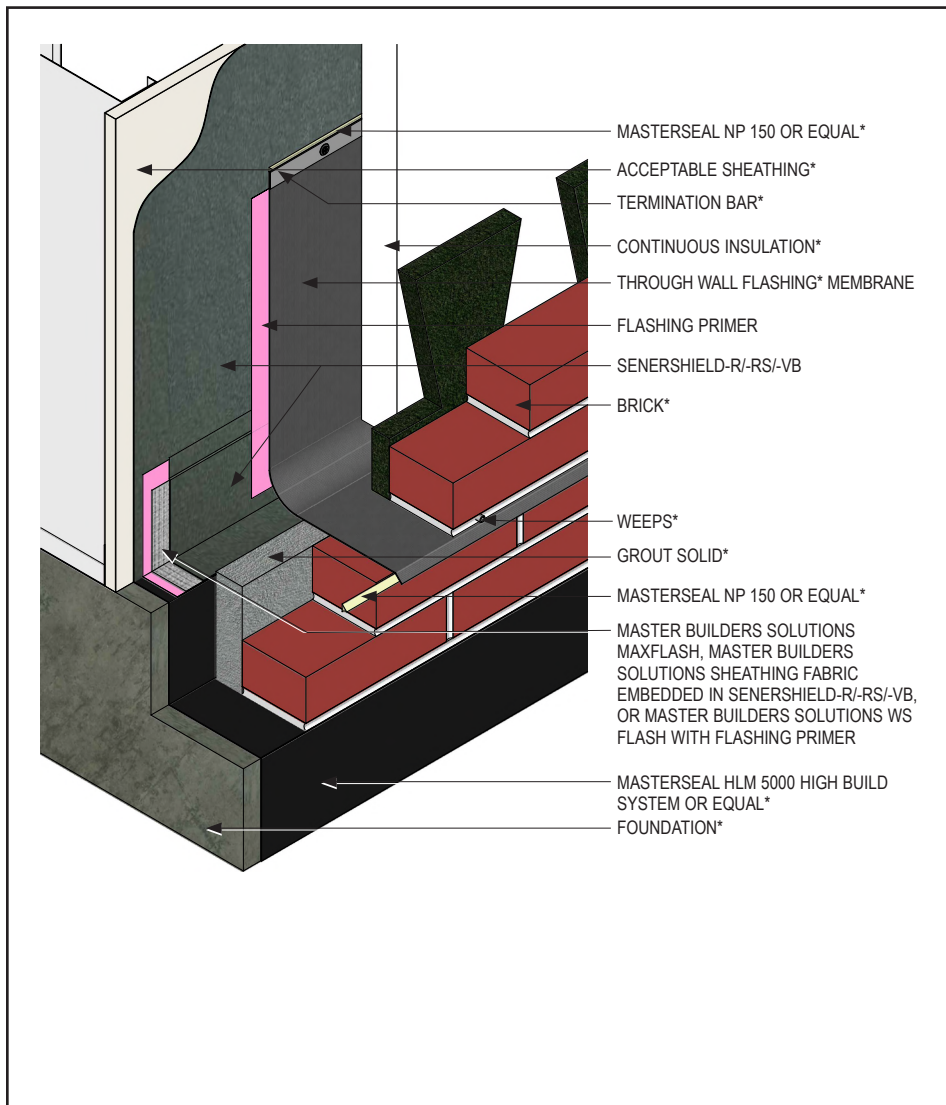 MASTERSEAL NP 150 OR EQUAL*
ACCEPTABLE SHEATHING*
TERMINATION BAR*
CONTINUOUS INSULATION*
THROUGH WALL FLASHING* MEMBRANE
FLASHING PRIMER
SENERSHIELD-R/-RS/-VB
BRICK*
WEEPS*
GROUT SOLID*
MASTERSEAL NP 150 OR EQUAL*
MASTER BUILDERS SOLUTIONS
MAXFLASH, MASTER BUILDERS
SOLUTIONS SHEATHING FABRIC
EMBEDDED IN SENERSHIELD-R/-RS/-VB,
OR MASTER BUILDERS SOLUTIONS WS
FLASH WITH FLASHING PRIMER
MASTERSEAL HLM 5000 HIGH BUILD
SYSTEM OR EQUAL*
FOUNDATION*